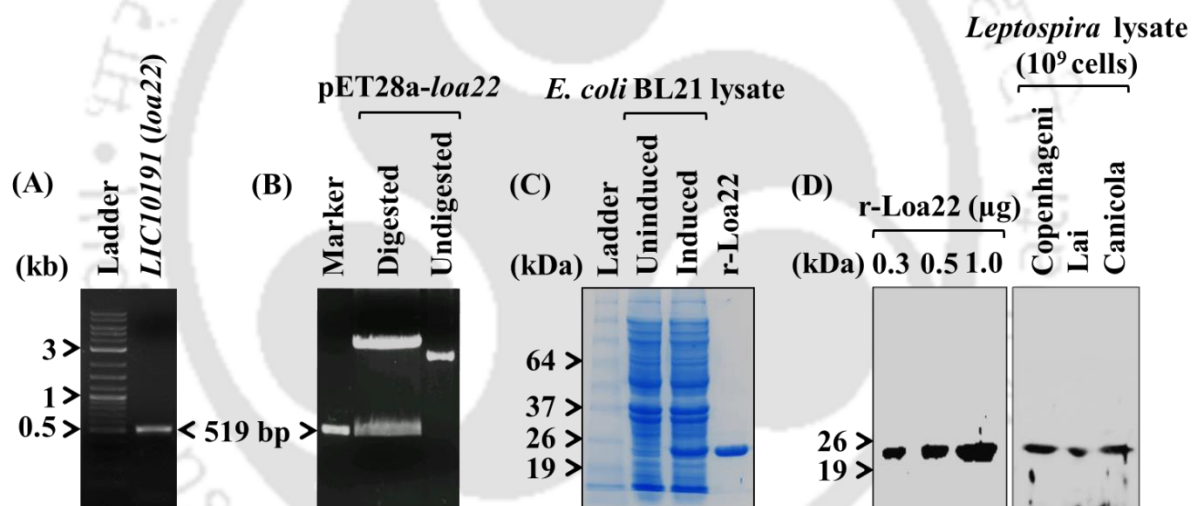 Leptospira lysate
(10⁹ cells)
pET28a-loa22
E. coli BL21 lysate
(A)
Ladder
LIC10191 (loa22)
(B)
Marker
Digested
Undigested
(C)
Ladder
Uninduced
Induced
r-Loa22
(D)
r-Loa22 (µg)
Copenhageni
Lai
Canicola
(kb)
(kDa)
(kDa) 0.3 0.5 1.0
3 >
1 >
0.5 >
< 519 bp >
64 >
37 >
26 >
19 >
26 >
19 >